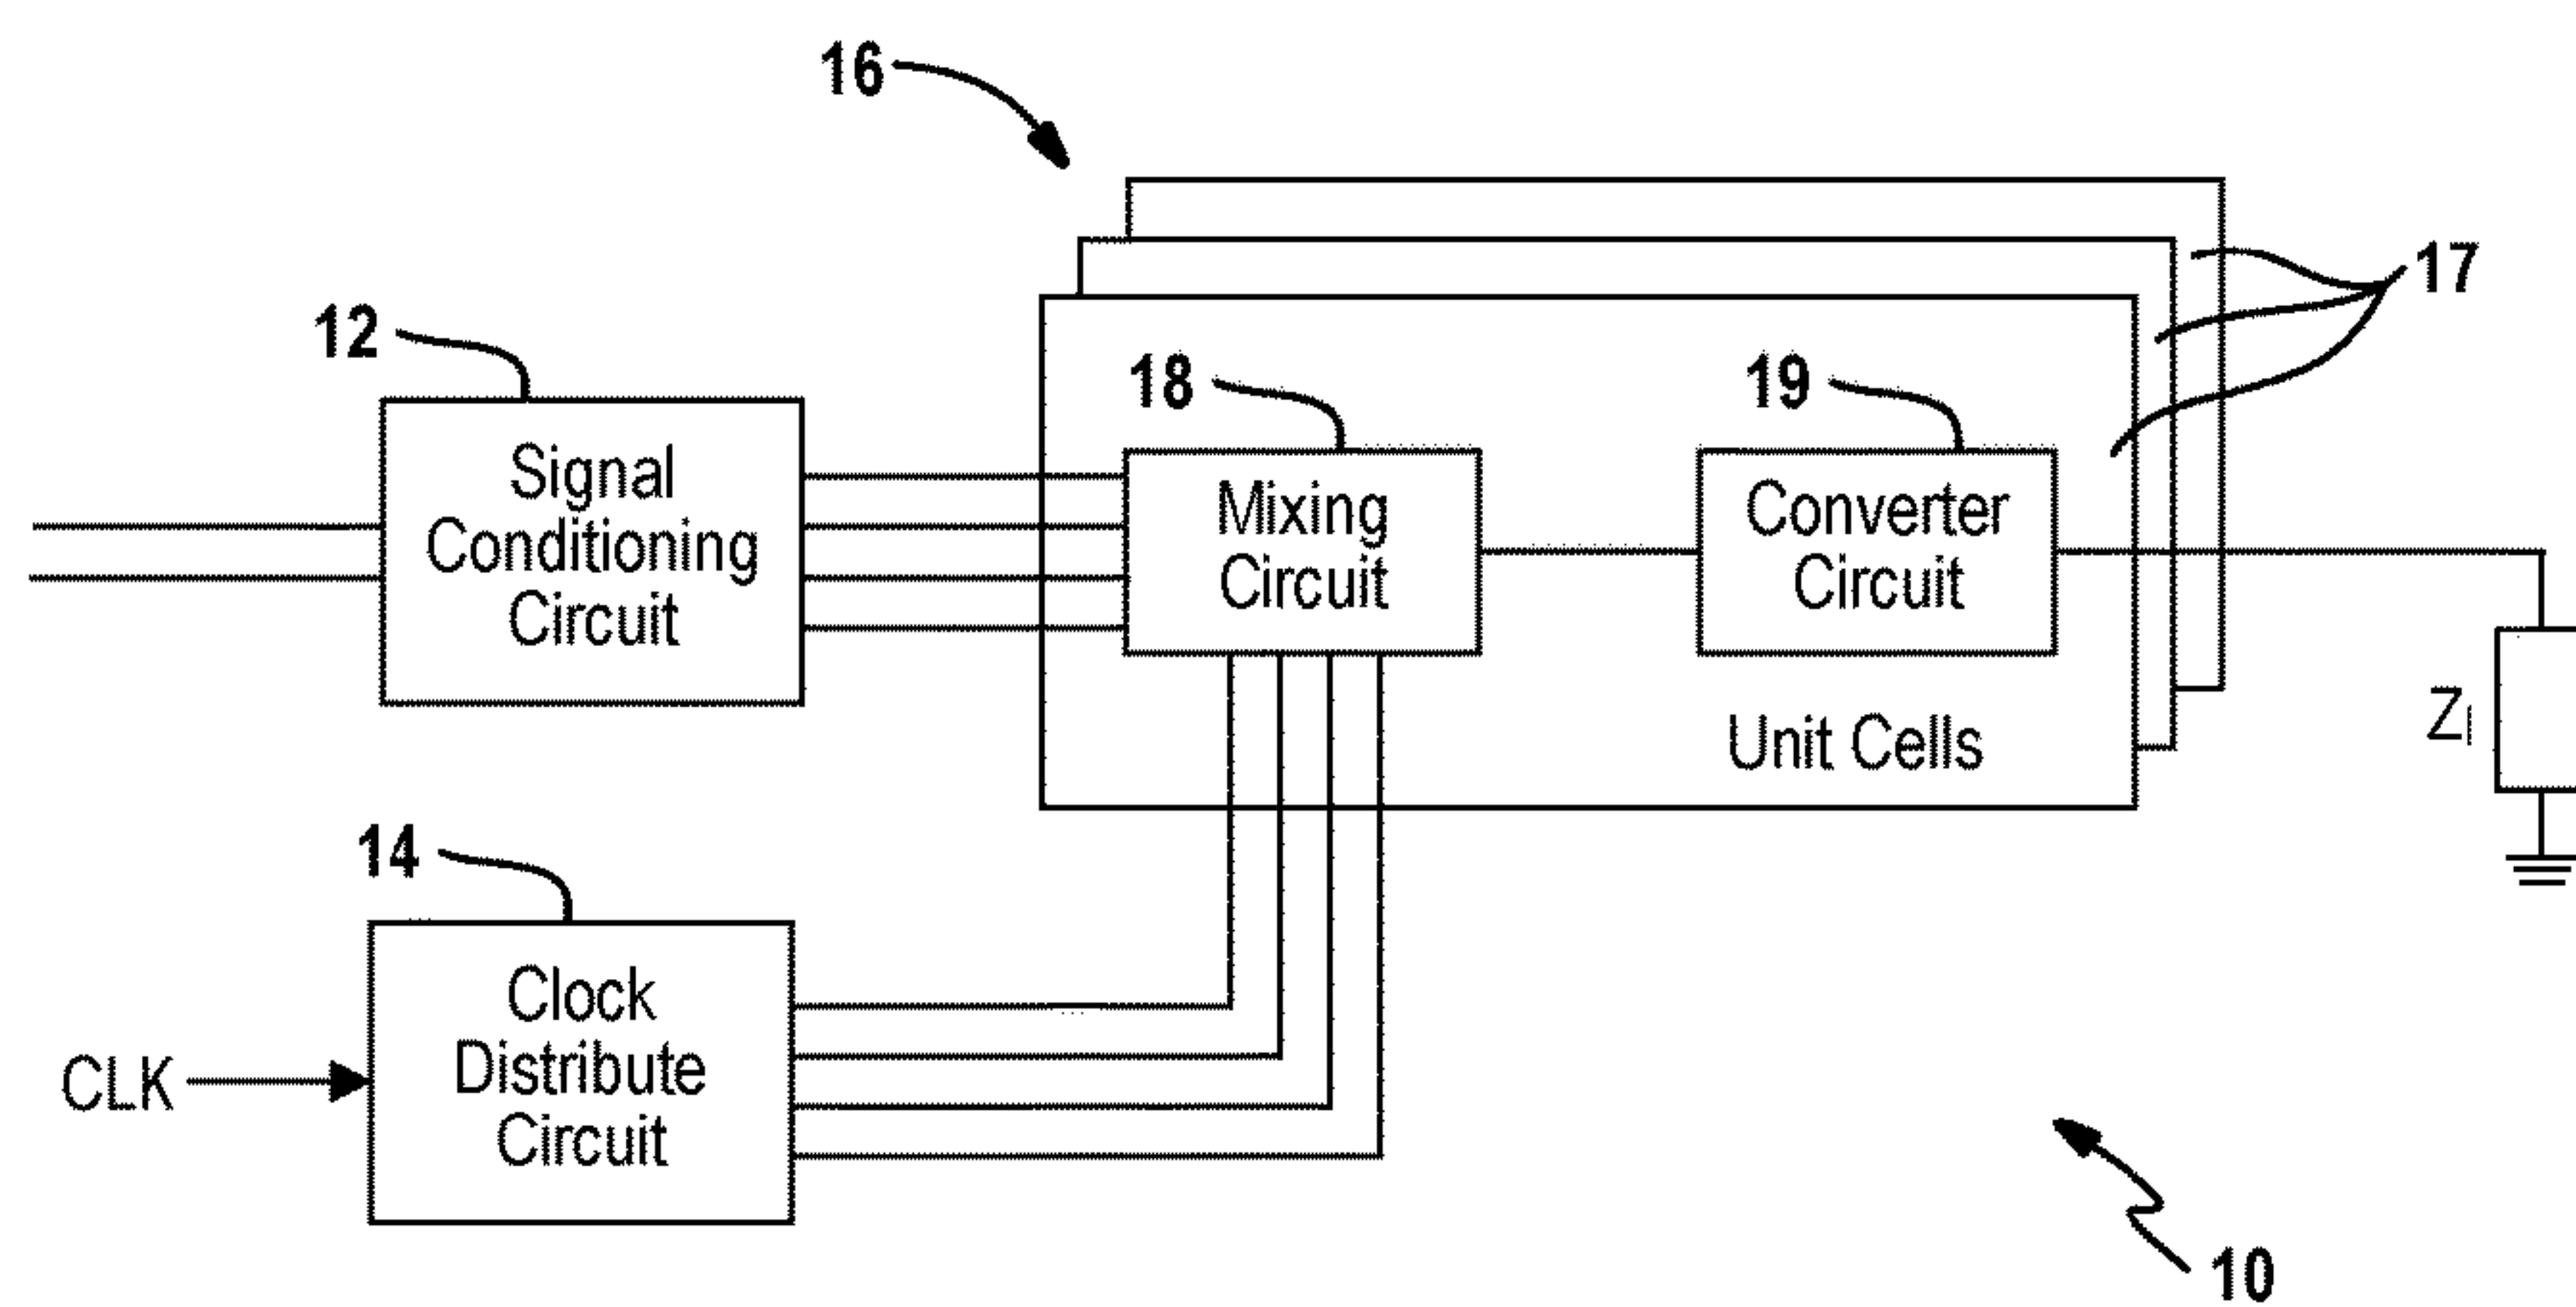 16
17
12
18
19
Signal
Conditioning
Circuit
Mixing
Circuit
Converter
Circuit
Unit Cells
Zl
14
Clock
Distribute
Circuit
CLK
10